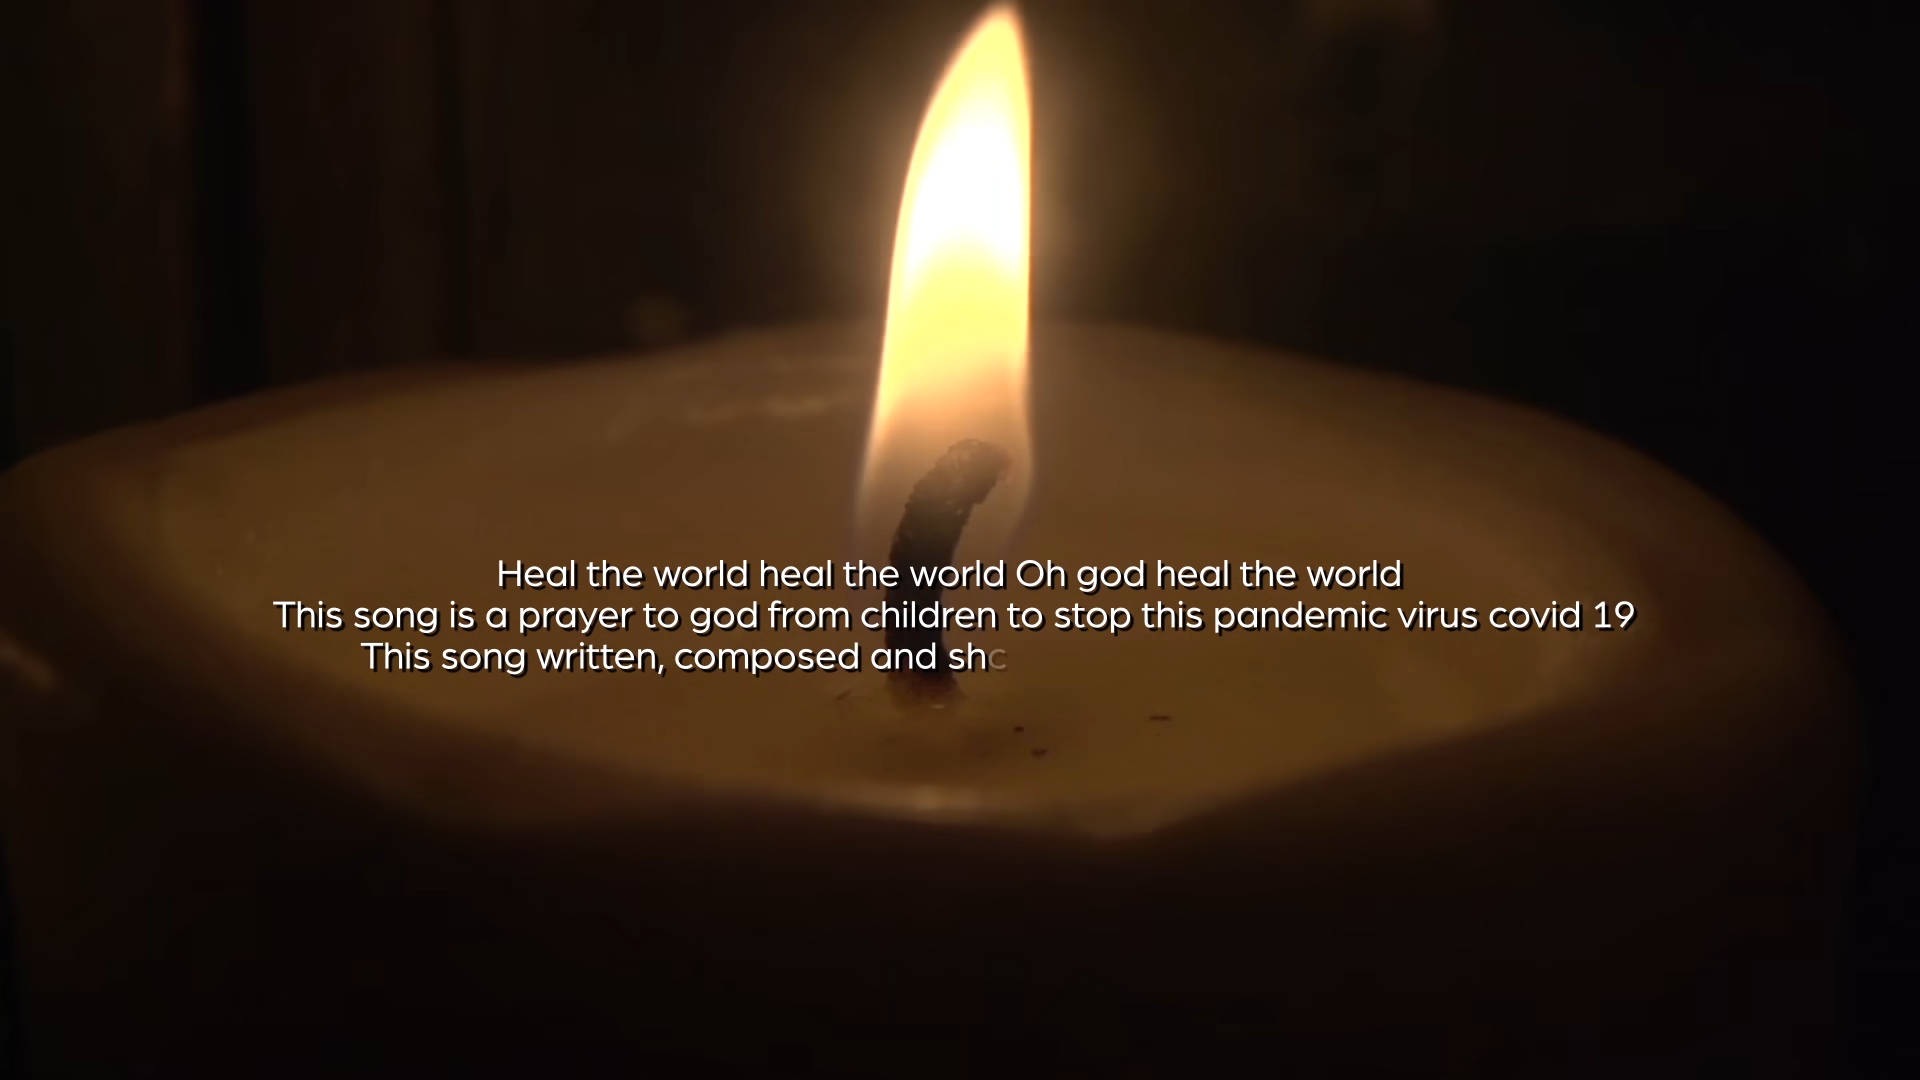 Heal the world heal the world Oh god heal the world
This song is a prayer to god from children to stop this pandemic virus covid 19
This song written, composed and